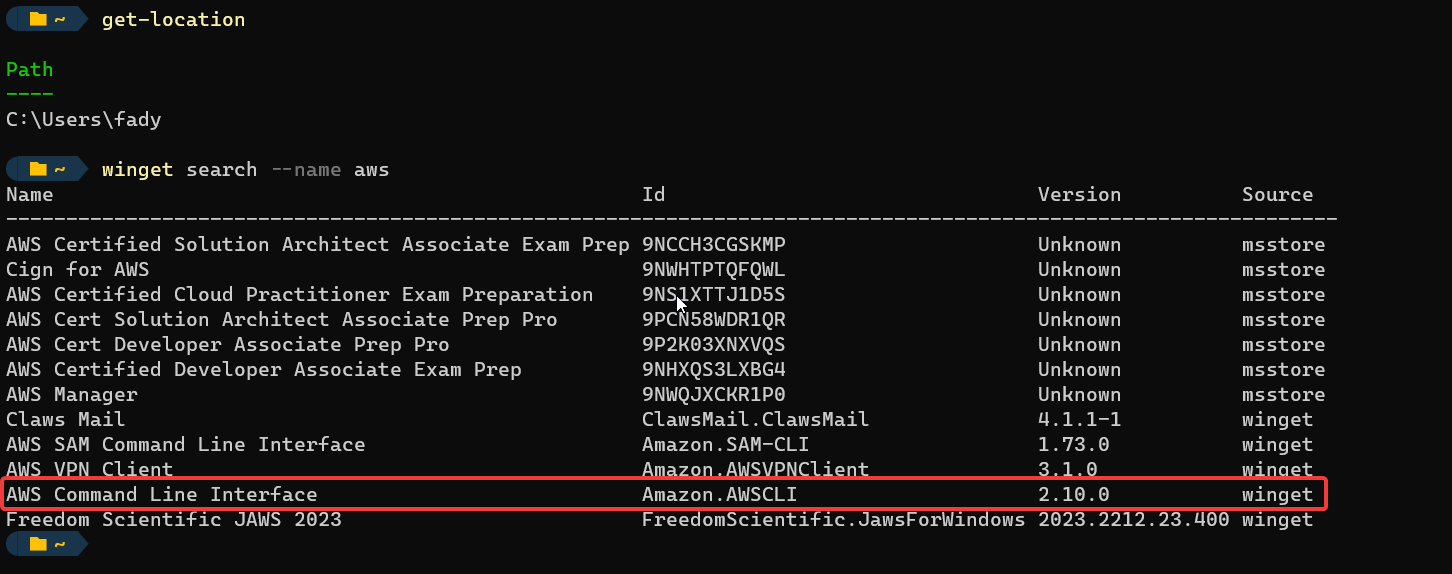 ~ get-location
Path
----
C:\Users\fady
~ winget search --name aws
Name Id Version Source
---------------------------------------------------------------------------------------------------------------
AWS Certified Solution Architect Associate Exam Prep 9NCCH3CGSKMP Unknown msstore
Cign for AWS 9NWHTPTQFQWL Unknown msstore
AWS Certified Cloud Practitioner Exam Preparation 9NS1XTTJ1D5S Unknown msstore
AWS Cert Solution Architect Associate Prep Pro 9PCN58WDR1QR Unknown msstore
AWS Cert Developer Associate Prep Pro 9P2K03XNXVQS Unknown msstore
AWS Certified Developer Associate Exam Prep 9NHXQS3LXBG4 Unknown msstore
AWS Manager 9NWQJXCKR1P0 Unknown msstore
Claws Mail ClawsMail.ClawsMail 4.1.1-1 winget
AWS SAM Command Line Interface Amazon.SAM-CLI 1.73.0 winget
AWS VPN Client Amazon.AWSVPNClient 3.1.0 winget
AWS Command Line Interface Amazon.AWSCLI 2.10.0 winget
Freedom Scientific JAWS 2023 FreedomScientific.JawsForWindows 2023.2212.23.400 winget
~